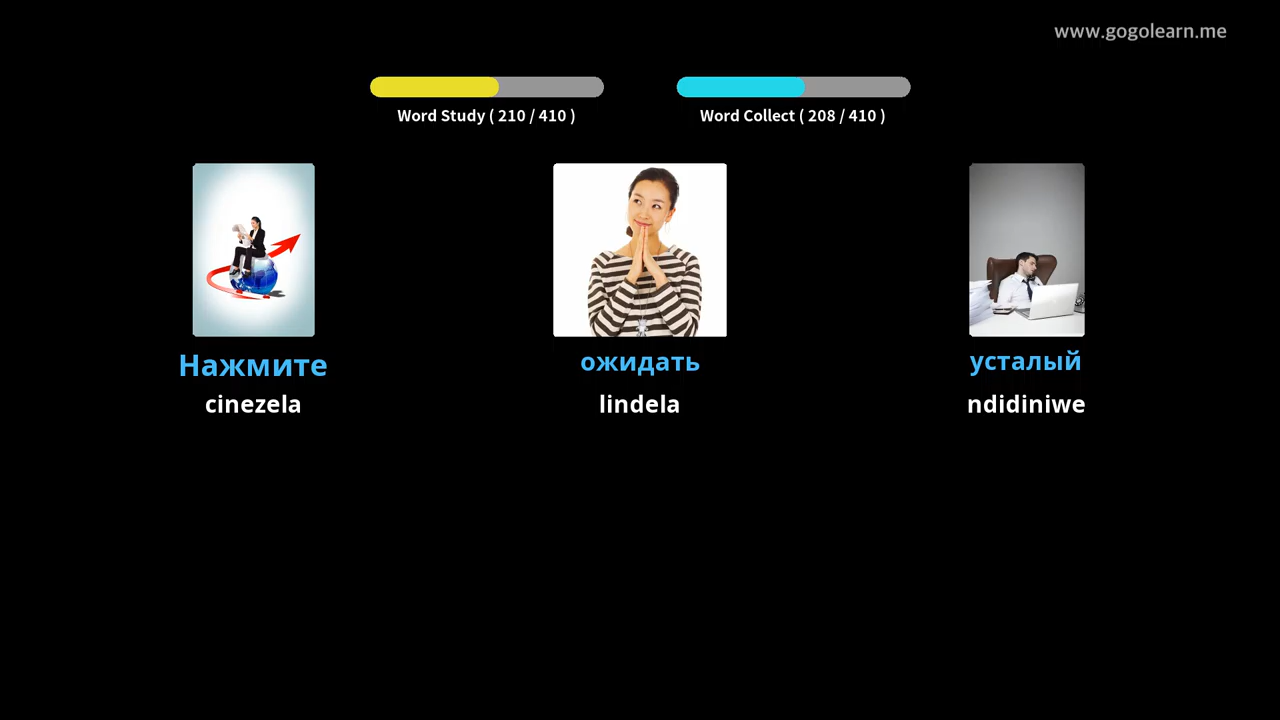 www.gogolearn.me
Word Study ( 210 / 410 )
Word Collect ( 208 / 410 )
Нажмите
cinezela
ожидать
lindela
усталый
ndidiniwe